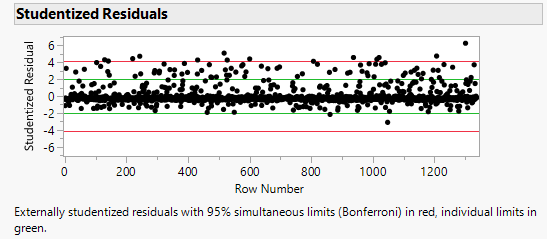 Studentized Residuals
Studentized Residual
6
4
2
0
-2
-4
-6
0 200 400 600 800 1000 1200
Row Number
Externally studentized residuals with 95% simultaneous limits (Bonferroni) in red, individual limits in
green.